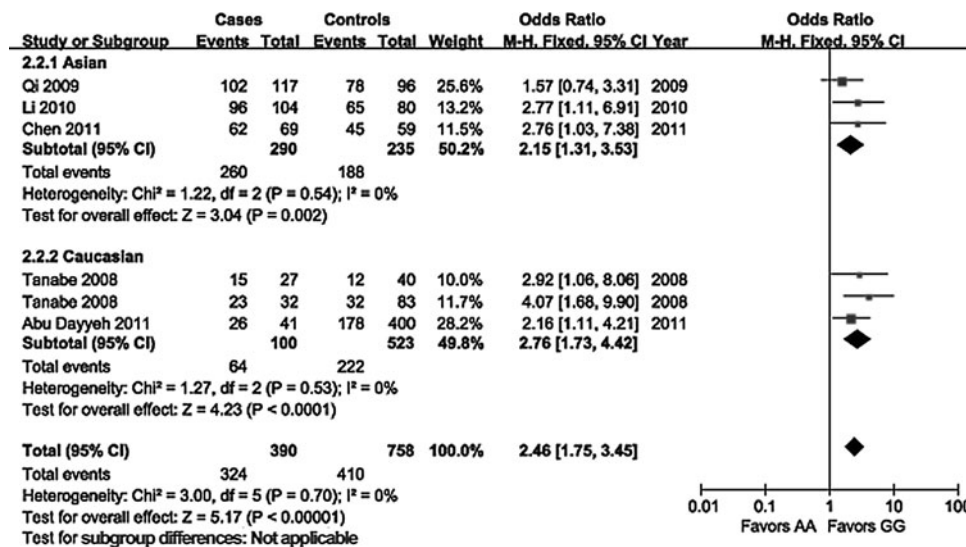 Cases Controls Odds Ratio Odds Ratio
Study or Subgroup Events Total Events Total Weight M-H, Fixed, 95% CI Year M-H, Fixed, 95% CI
2.2.1 Asian
Qi 2009 102 117 78 96 25.6% 1.57 [0.74, 3.31] 2009
Li 2010 96 104 65 80 13.2% 2.77 [1.11, 6.91] 2010
Chen 2011 62 69 45 59 11.5% 2.76 [1.03, 7.38] 2011
Subtotal (95% CI) 290 235 50.2% 2.15 [1.31, 3.53]
Total events 260 188
Heterogeneity: Chi² = 1.22, df = 2 (P = 0.54); I² = 0%
Test for overall effect: Z = 3.04 (P = 0.002)
2.2.2 Caucasian
Tanabe 2008 15 27 12 40 10.0% 2.92 [1.06, 8.06] 2008
Tanabe 2008 23 32 32 83 11.7% 4.07 [1.68, 9.90] 2008
Abu Dayyeh 2011 26 41 178 400 28.2% 2.16 [1.11, 4.21] 2011
Subtotal (95% CI) 100 523 49.8% 2.76 [1.73, 4.42]
Total events 64 222
Heterogeneity: Chi² = 1.27, df = 2 (P = 0.53); I² = 0%
Test for overall effect: Z = 4.23 (P < 0.0001)
Total (95% CI) 390 758 100.0% 2.46 [1.75, 3.45]
Total events 324 410
Heterogeneity: Chi² = 3.00, df = 5 (P = 0.70); I² = 0%
Test for overall effect: Z = 5.17 (P < 0.00001)
Test for subgroup differences: Not applicable
0.01 0.1 1 10 100
Favors AA Favors GG